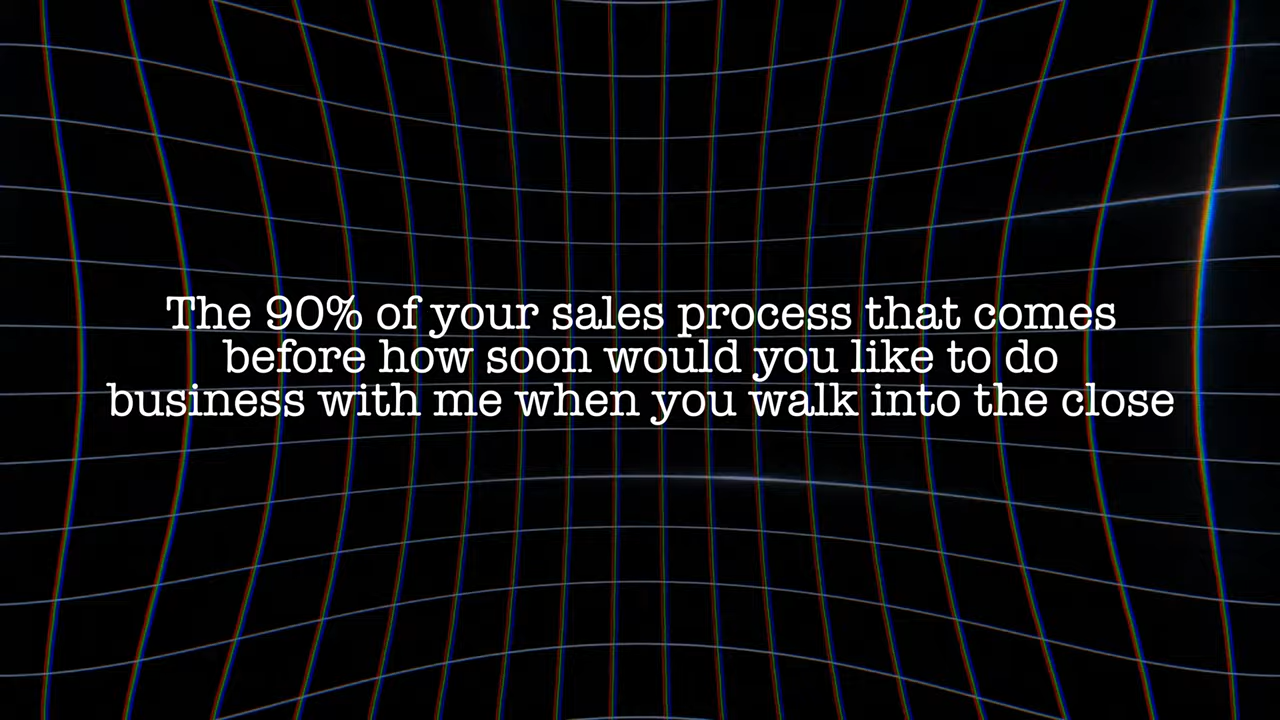 The 90% of your sales process that comes
before how soon would you like to do
business with me when you walk into the close